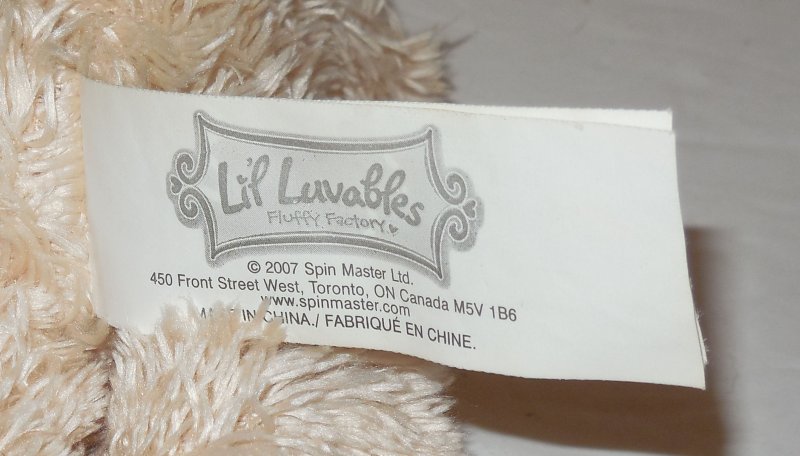 Li'l Luvables
Fluffy Factory
© 2007 Spin Master Ltd.
450 Front Street West, Toronto, ON Canada M5V 1B6
www.spinmaster.com
IN CHINA./ FABRIQUÉ EN CHINE.